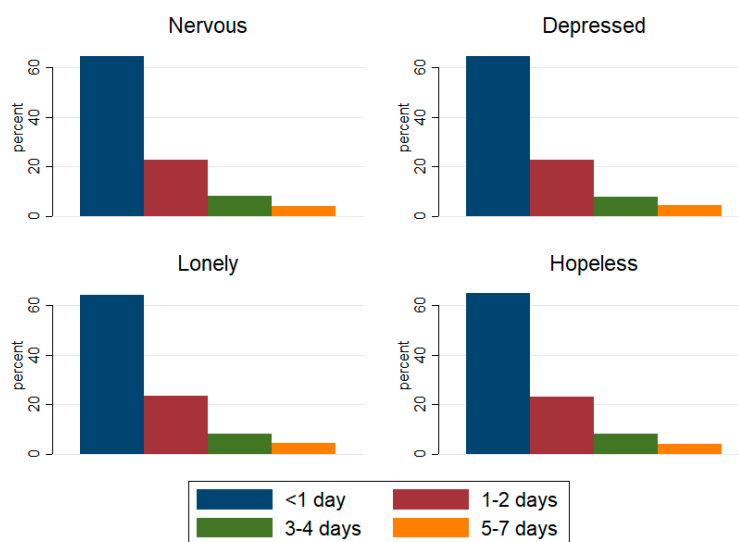 Nervous
Depressed
percent
0 20 40 60
percent
0 20 40 60
Lonely
Hopeless
percent
0 20 40 60
percent
0 20 40 60
<1 day
1-2 days
3-4 days
5-7 days